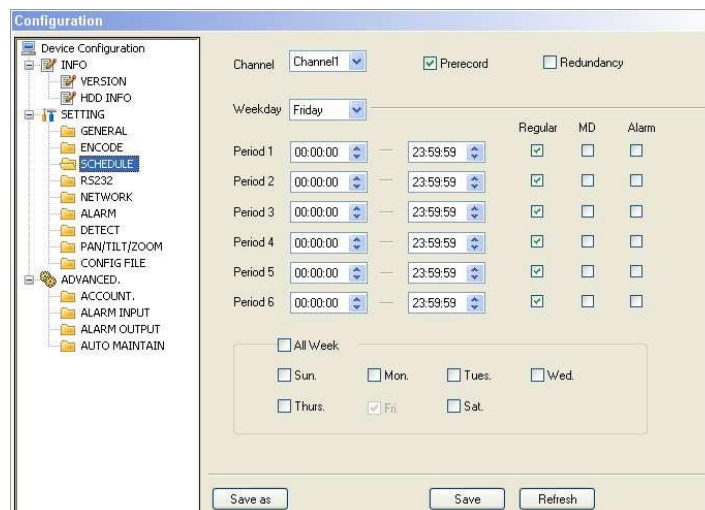 Configuration
Device Configuration
INFO
VERSION
HDD INFO
SETTING
GENERAL
ENCODE
SCHEDULE
RS232
NETWORK
ALARM
DETECT
PAN/TILT/ZOOM
CONFIG FILE
ADVANCED.
ACCOUNT.
ALARM INPUT
ALARM OUTPUT
AUTO MAINTAIN
Channel Channel1 Prerecord Redundancy
Weekday Friday
Regular MD Alarm
Period 1 00:00:00 — 23:59:59
Period 2 00:00:00 — 23:59:59
Period 3 00:00:00 — 23:59:59
Period 4 00:00:00 — 23:59:59
Period 5 00:00:00 — 23:59:59
Period 6 00:00:00 — 23:59:59
All Week
Sun. Mon. Tues. Wed.
Thurs. Fri. Sat.
Save as Save Refresh